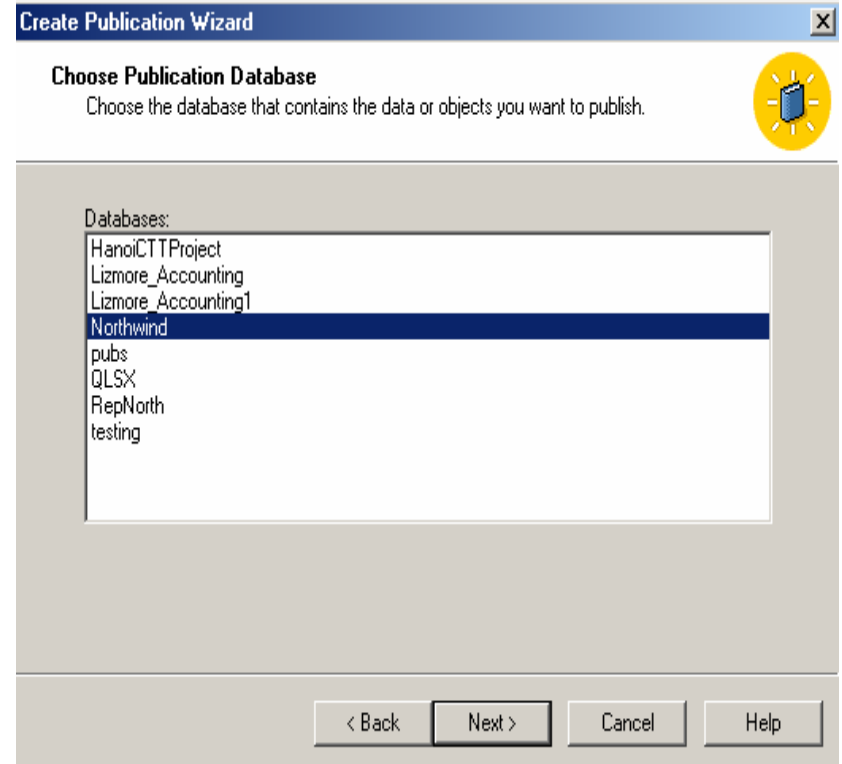 Create Publication Wizard
Choose Publication Database
Choose the database that contains the data or objects you want to publish.
Databases:
HanoiCTTProject
Lizmore_Accounting
Lizmore_Accounting1
Northwind
pubs
QLSX
RepNorth
testing
< Back Next > Cancel Help